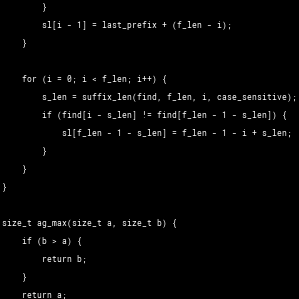 }
        sl[i - 1] = last_prefix + (f_len - i);
    }

    for (i = 0; i < f_len; i++) {
        s_len = suffix_len(find, f_len, i, case_sensitive);
        if (find[i - s_len] != find[f_len - 1 - s_len]) {
            sl[f_len - 1 - s_len] = f_len - 1 - i + s_len;
        }
    }
}

size_t ag_max(size_t a, size_t b) {
    if (b > a) {
        return b;
    }
    return a;